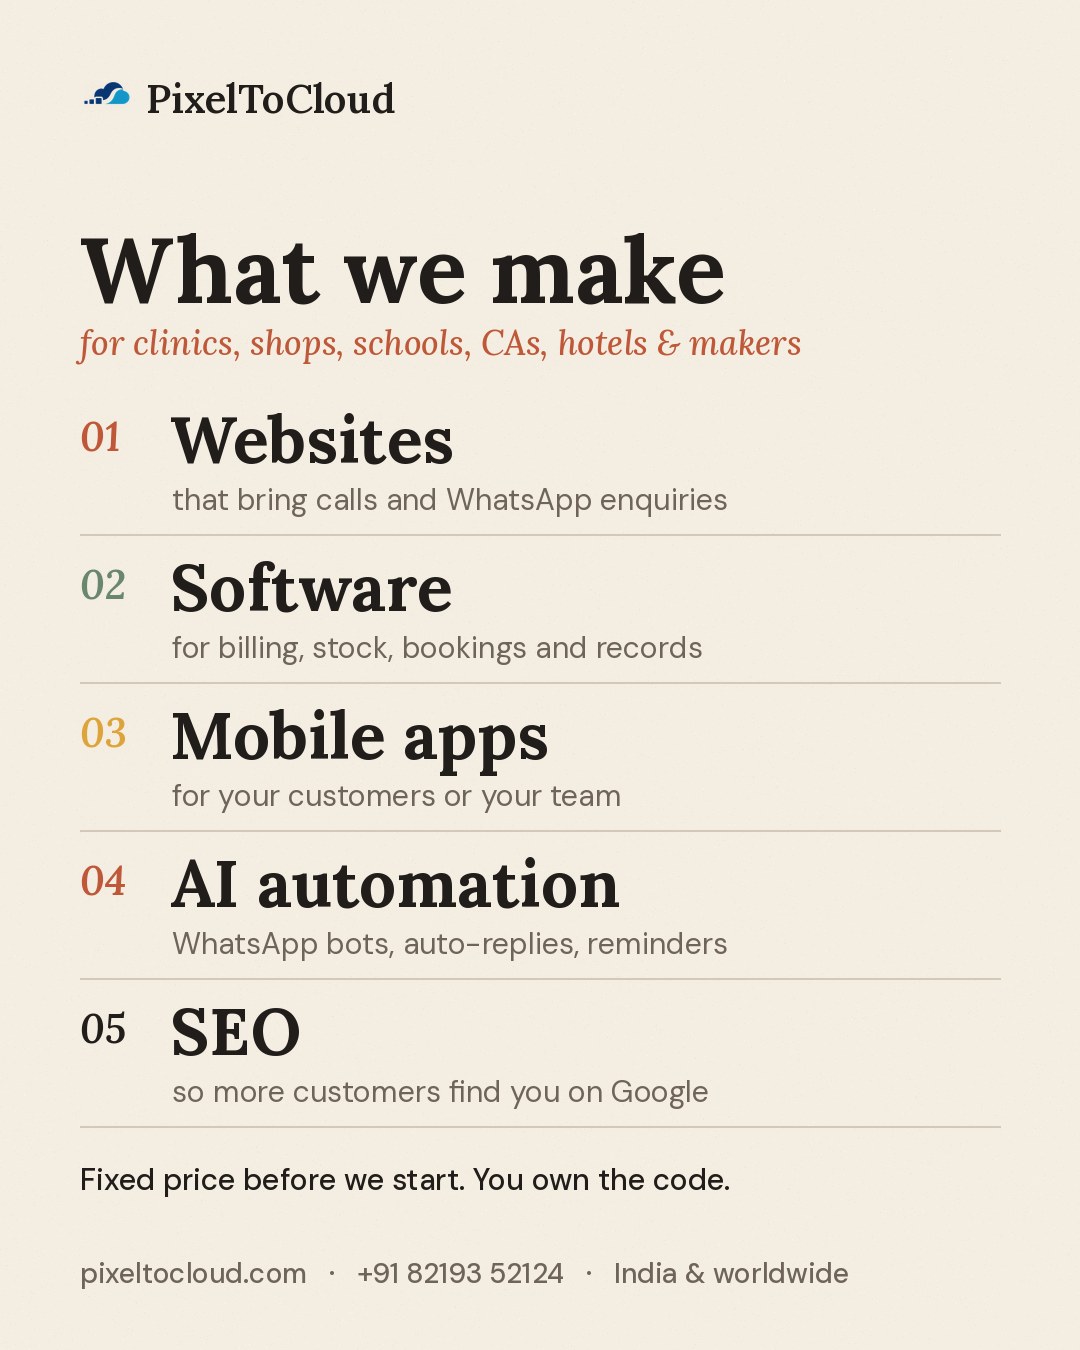 PixelToCloud
What we make
for clinics, shops, schools, CAs, hotels & makers
01 Websites
that bring calls and WhatsApp enquiries
02 Software
for billing, stock, bookings and records
03 Mobile apps
for your customers or your team
04 AI automation
WhatsApp bots, auto-replies, reminders
05 SEO
so more customers find you on Google
Fixed price before we start. You own the code.
pixeltocloud.com · +91 82193 52124 · India & worldwide